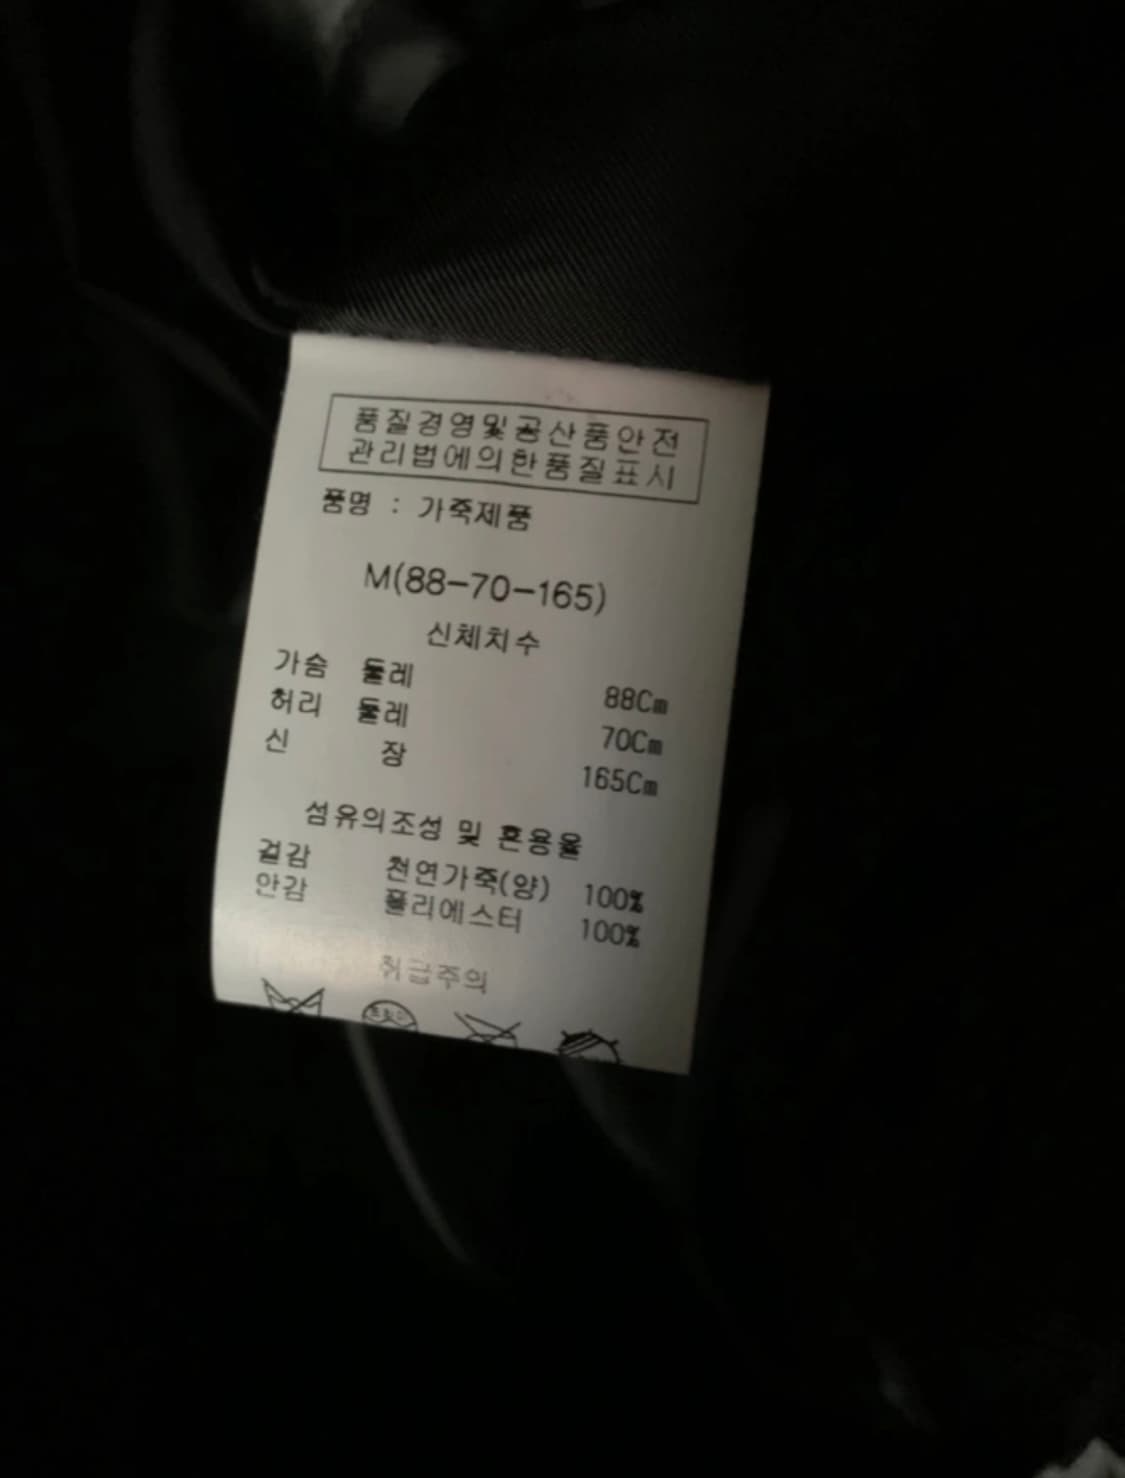 품질경영및공산품안전
관리법에의한품질표시
품명 : 가죽제품
M(88-70-165)
신체치수
가슴 둘레 88Cm
허리 둘레 70Cm
신 장 165Cm
섬유의조성 및 혼용율
겉감 천연가죽(양) 100%
안감 폴리에스터 100%
취급주의